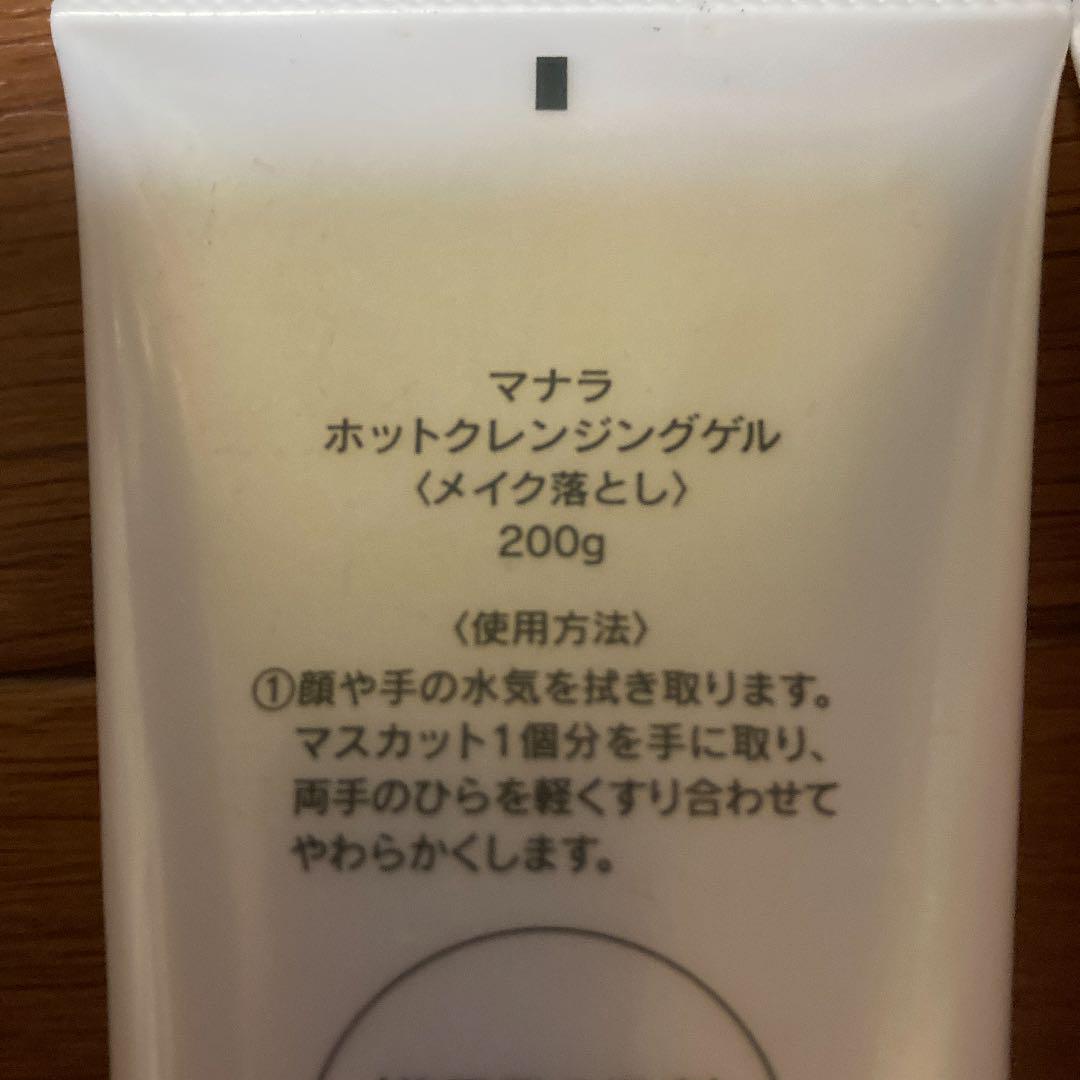 マナラ
ホットクレンジングゲル
〈メイク落とし〉
200g
〈使用方法〉
①顔や手の水気を拭き取ります。
マスカット1個分を手に取り、
両手のひらを軽くすり合わせて
やわらかくします。